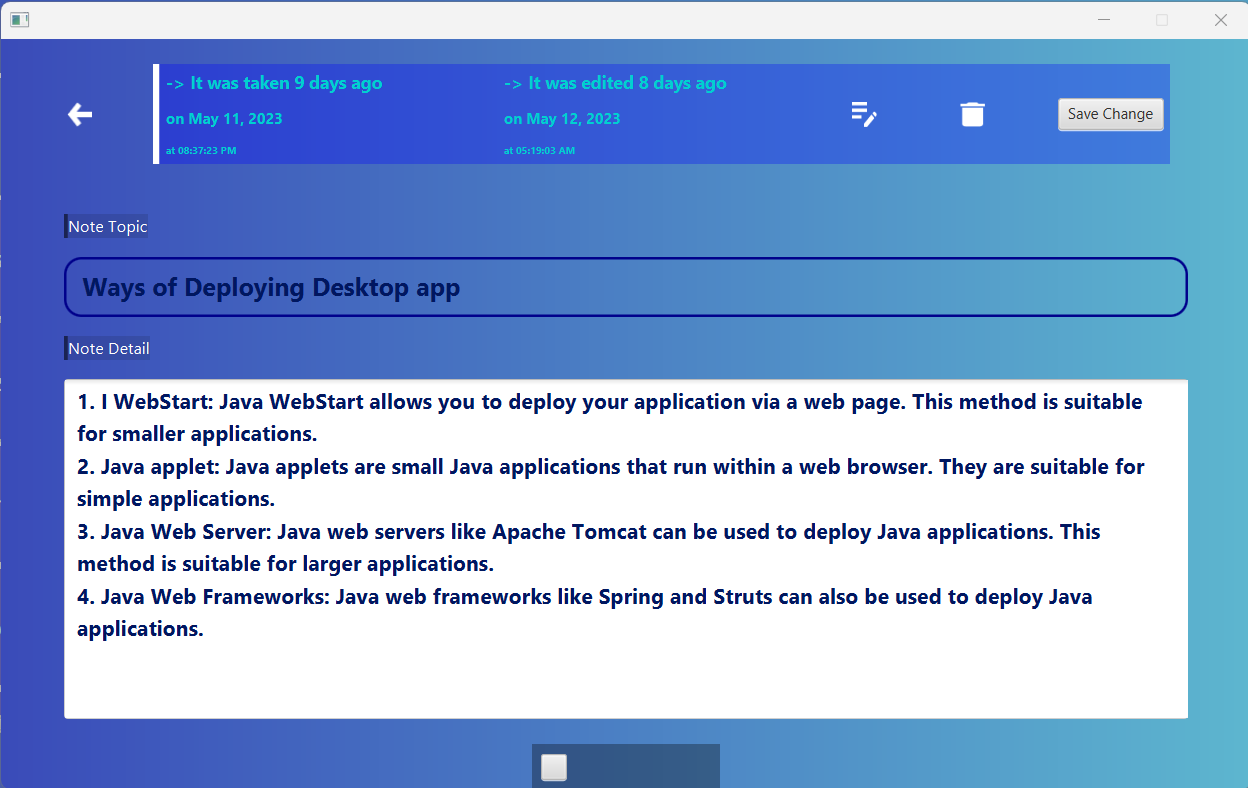 -> It was taken 9 days ago
on May 11, 2023
at 08:37:23 PM
-> It was edited 8 days ago
on May 12, 2023
at 05:19:03 AM
Save Change
Note Topic
Ways of Deploying Desktop app
Note Detail
1. I WebStart: Java WebStart allows you to deploy your application via a web page. This method is suitable
for smaller applications.
2. Java applet: Java applets are small Java applications that run within a web browser. They are suitable for
simple applications.
3. Java Web Server: Java web servers like Apache Tomcat can be used to deploy Java applications. This
method is suitable for larger applications.
4. Java Web Frameworks: Java web frameworks like Spring and Struts can also be used to deploy Java
applications.